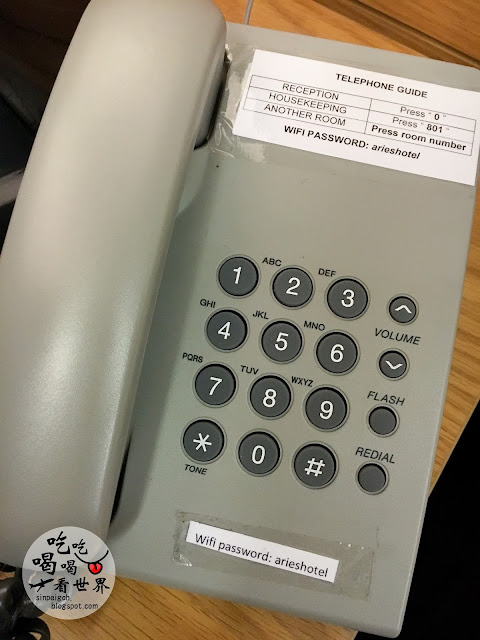 TELEPHONE GUIDE
RECEPTION Press " 0 "
HOUSEKEEPING Press " 801 "
ANOTHER ROOM Press room number
WIFI PASSWORD: arieshotel
ABC DEF
1 2 3
GHI JKL MNO
4 5 6
VOLUME
PQRS TUV WXYZ
7 8 9
FLASH
* 0 #
TONE
REDIAL
Wifi password: arieshotel
吃吃
喝喝
看世界
sinpaigoh.
blogspot.com